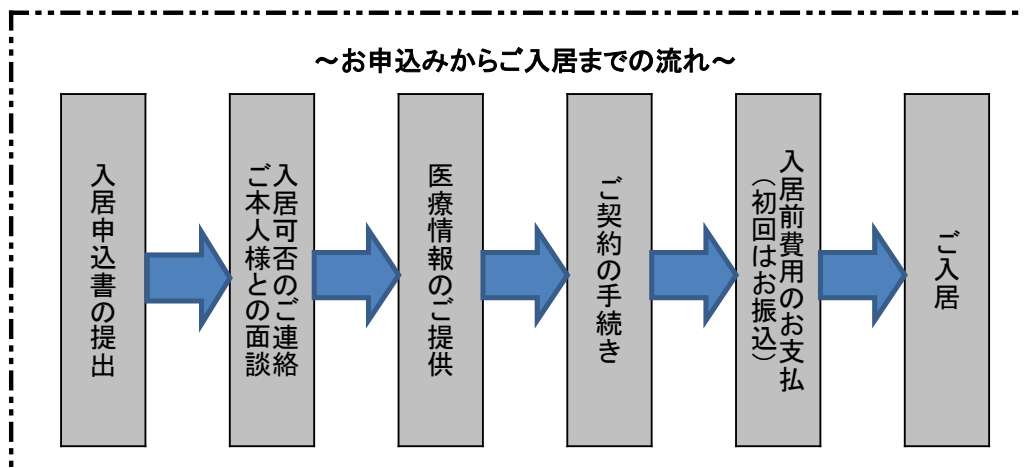 ～お申込みからご入居までの流れ～
入居申込書の提出
入居可否のご連絡
ご本人様との面談
医療情報のご提供
ご契約の手続き
入居前費用のお支払
（初回はお振込）
ご入居